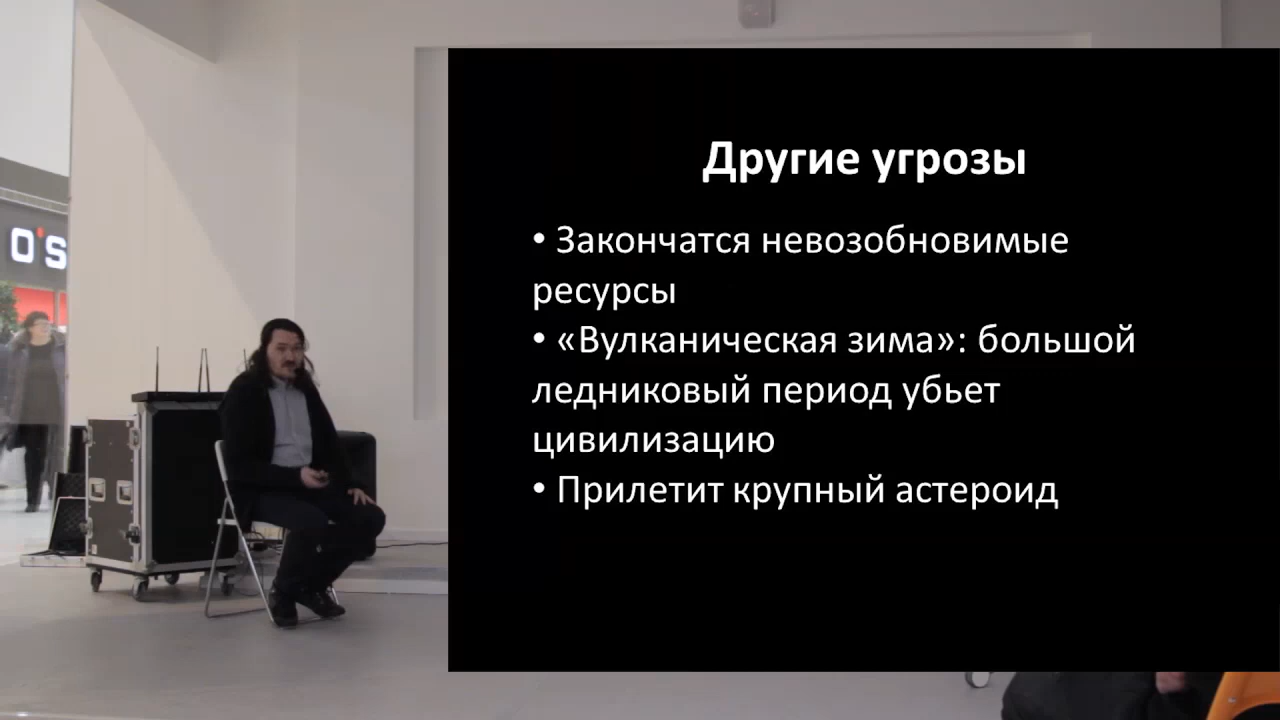 O'S
Другие угрозы
• Закончатся невозобновимые
ресурсы
• «Вулканическая зима»: большой
ледниковый период убьет
цивилизацию
• Прилетит крупный астероид